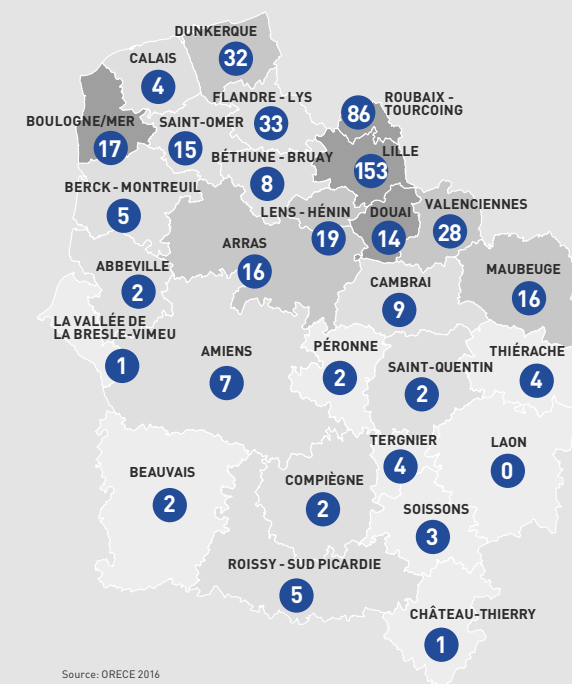 DUNKERQUE
32
CALAIS
4
FLANDRE - LYS
33
ROUBAIX -
TOURCOING
86
BOULOGNE/MER
17
SAINT-OMER
15
LILLE
153
BÉTHUNE - BRUAY
8
BERCK - MONTREUIL
5
LENS - HÉNIN
19
DOUAI
14
VALENCIENNES
28
ARRAS
16
ABBEVILLE
2
CAMBRAI
9
MAUBEUGE
16
LA VALLÉE DE
LA BRESLE-VIMEU
1
AMIENS
7
PÉRONNE
2
SAINT-QUENTIN
2
THIÉRACHE
4
TERGNIER
4
LAON
0
BEAUVAIS
2
COMPIÈGNE
2
SOISSONS
3
ROISSY - SUD PICARDIE
5
CHÂTEAU-THIERRY
1
Source: ORECE 2016